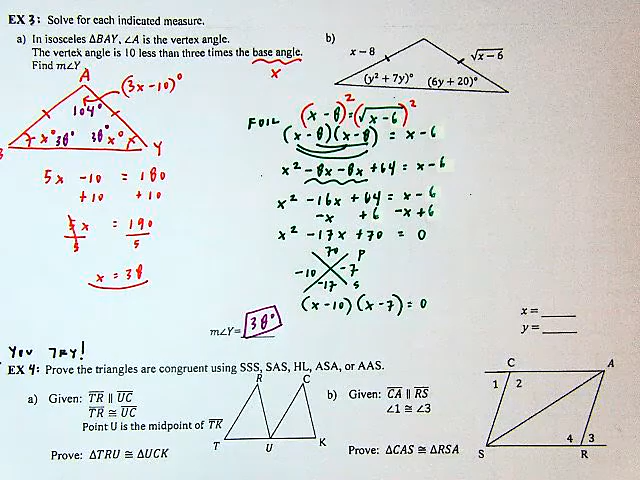 EX 3: Solve for each indicated measure.
a) In isosceles ΔBAY, ∠A is the vertex angle.
The vertex angle is 10 less than three times the base angle.
Find m∠Y
x
A
(3x-10)°
104°
x° 38° 38° x°
Y
5x -10 = 180
+10 +10
5x = 190
5 5
x = 38
m∠Y= 38°
b)
x − 8
√x−6
(y² + 7y)° (6y + 20)°
FOIL
(x - 8)² = (√x-6)²
(x - 8)(x - 8) = x-6
x² -8x -8x +64 = x-6
x² -16x +64 = x-6
-x +6 -x +6
x² -17x +70 = 0
70 P
-10 -7
-17 S
(x-10)(x-7) = 0
x = ___
y = ___
YOU TRY!
EX 4: Prove the triangles are congruent using SSS, SAS, HL, ASA, or AAS.
a) Given: TR ∥ UC
TR ≅ UC
Point U is the midpoint of TK
Prove: ΔTRU ≅ ΔUCK
R C
T U K
b) Given: CA ∥ RS
∠1 ≅ ∠3
Prove: ΔCAS ≅ ΔRSA
C A
1 2
4 3
S R